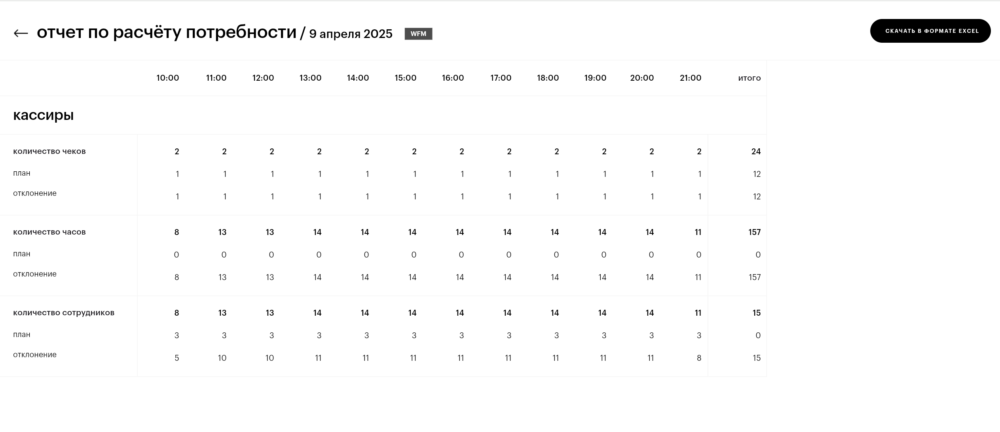 ← отчет по расчёту потребности / 9 апреля 2025 WFM СКАЧАТЬ В ФОРМАТЕ EXCEL
10:00 11:00 12:00 13:00 14:00 15:00 16:00 17:00 18:00 19:00 20:00 21:00 итого
кассиры
количество чеков 2 2 2 2 2 2 2 2 2 2 2 2 24
план 1 1 1 1 1 1 1 1 1 1 1 1 12
отклонение 1 1 1 1 1 1 1 1 1 1 1 1 12
количество часов 8 13 13 14 14 14 14 14 14 14 14 11 157
план 0 0 0 0 0 0 0 0 0 0 0 0 0
отклонение 8 13 13 14 14 14 14 14 14 14 14 11 157
количество сотрудников 8 13 13 14 14 14 14 14 14 14 14 11 15
план 3 3 3 3 3 3 3 3 3 3 3 3 0
отклонение 5 10 10 11 11 11 11 11 11 11 11 8 15